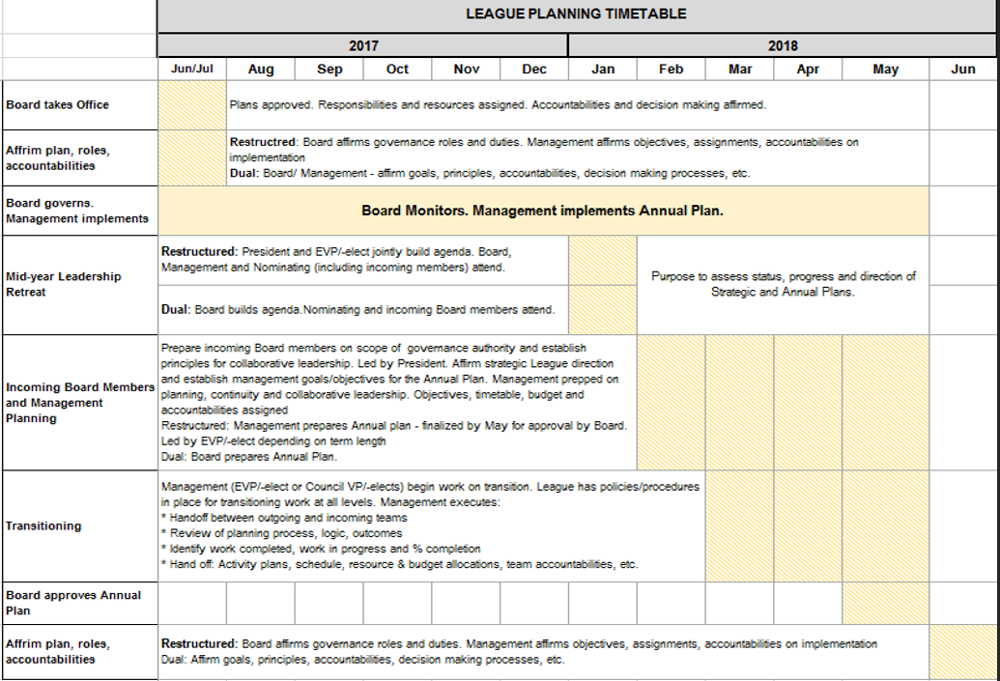 LEAGUE PLANNING TIMETABLE
2017
2018
Jun/Jul
Aug
Sep
Oct
Nov
Dec
Jan
Feb
Mar
Apr
May
Jun
Board takes Office
Plans approved. Responsibilities and resources assigned. Accountabilities and decision making affirmed.
Affrim plan, roles,
accountabilities
Restructred: Board affirms governance roles and duties. Management affirms objectives, assignments, accountabilities on
implementation
Dual: Board/ Management - affirm goals, principles, accountabilities, decision making processes, etc.
Board governs.
Management implements
Board Monitors. Management implements Annual Plan.
Mid-year Leadership
Retreat
Restructured: President and EVP/-elect jointly build agenda. Board,
Management and Nominating (including incoming members) attend.
Dual: Board builds agenda.Nominating and incoming Board members attend.
Purpose to assess status, progress and direction of
Strategic and Annual Plans.
Incoming Board Members
and Management
Planning
Prepare incoming Board members on scope of governance authority and establish
principles for collaborative leadership. Led by President. Affirm strategic League direction
and establish management goals/objectives for the Annual Plan. Management prepped on
planning, continuity and collaborative leadership. Objectives, timetable, budget and
accountabilities assigned
Restructured: Management prepares Annual plan - finalized by May for approval by Board.
Led by EVP/-elect depending on term length
Dual: Board prepares Annual Plan.
Transitioning
Management (EVP/-elect or Council VP/-elects) begin work on transition. League has policies/procedures
in place for transitioning work at all levels. Management executes:
* Handoff between outgoing and incoming teams
* Review of planning process, logic, outcomes
* Identify work completed, work in progress and % completion
* Hand off: Activity plans, schedule, resource & budget allocations, team accountabilities, etc.
Board approves Annual
Plan
Affrim plan, roles,
accountabilities
Restructured: Board affirms governance roles and duties. Management affirms objectives, assignments, accountabilities on implementation
Dual: Affirm goals, principles, accountabilities, decision making processes, etc.